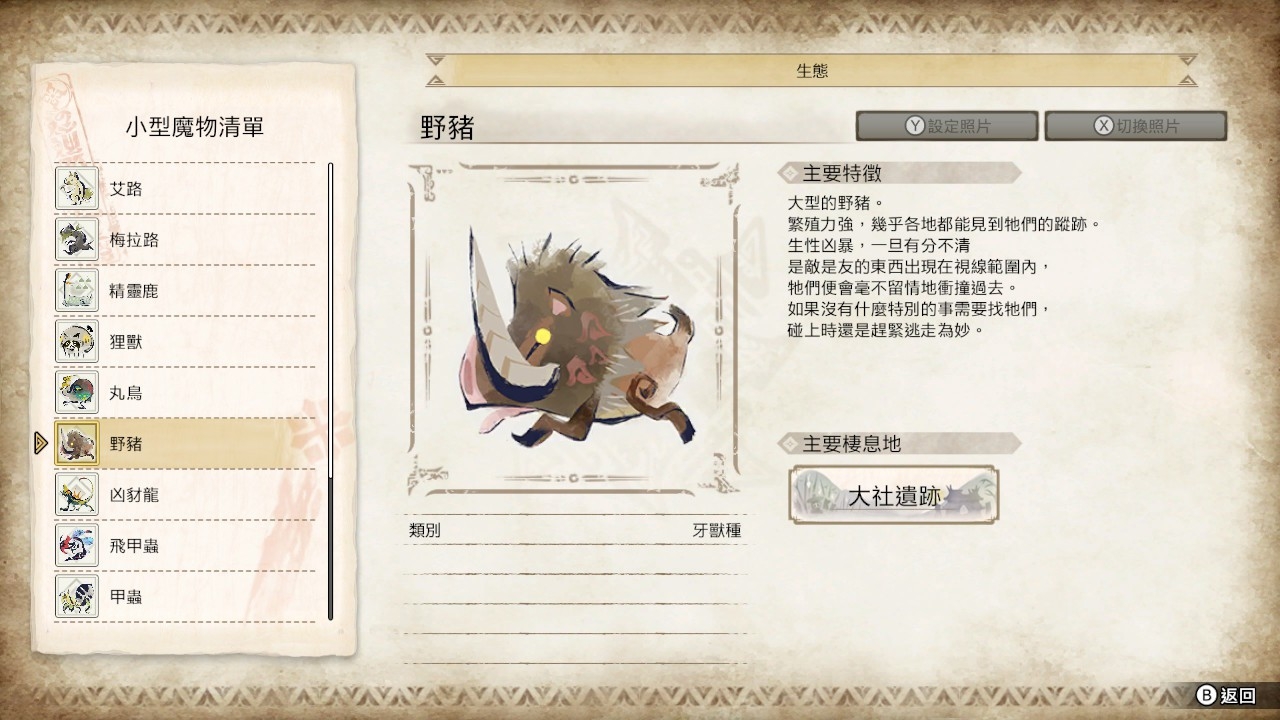 生態
小型魔物清單
艾路
梅拉路
精靈鹿
狸獸
丸鳥
野豬
凶豺龍
飛甲蟲
甲蟲
野豬
Y設定照片
X切換照片
類別 牙獸種
主要特徵
大型的野豬。
繁殖力強，幾乎各地都能見到牠們的蹤跡。
生性凶暴，一旦有分不清
是敵是友的東西出現在視線範圍內，
牠們便會毫不留情地衝撞過去。
如果沒有什麼特別的事需要找牠們，
碰上時還是趕緊逃走為妙。
主要棲息地
大社遺跡
B返回